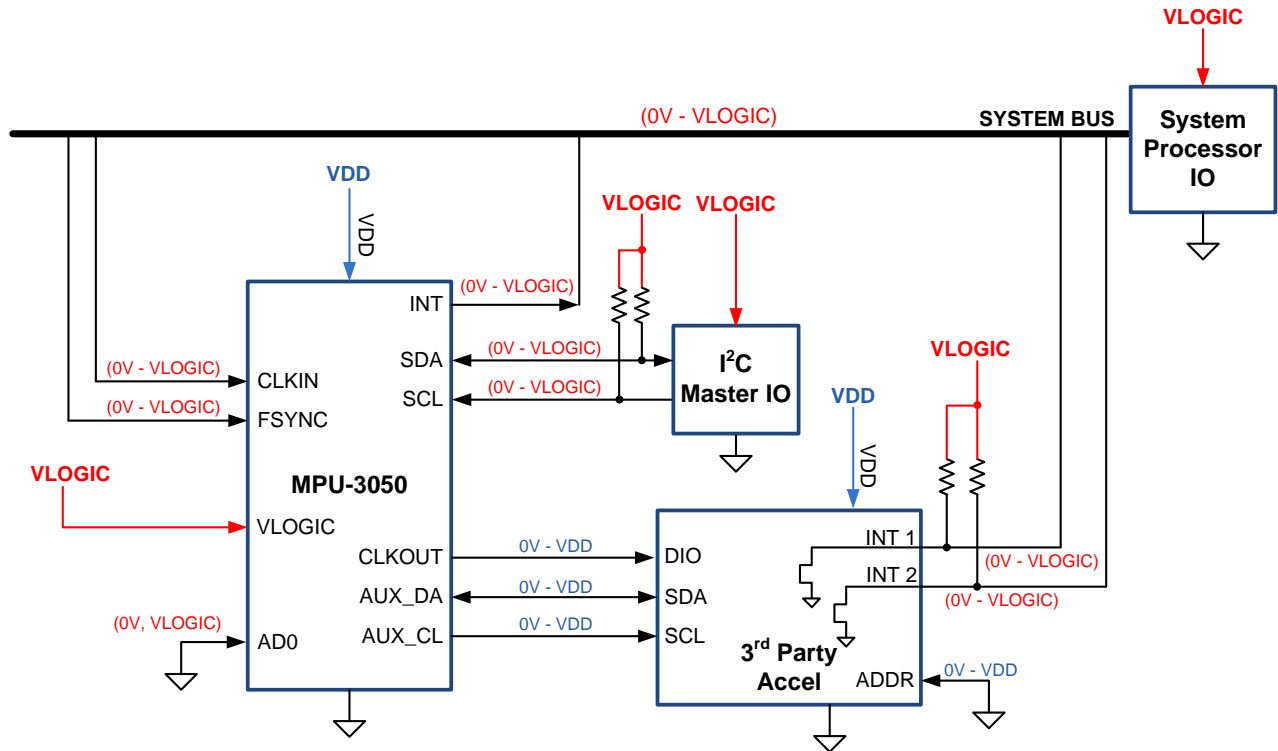 VLOGIC
(0V - VLOGIC)
SYSTEM BUS
System
Processor
IO
VDD
VDD
VLOGIC
VLOGIC
INT
(0V - VLOGIC)
SDA
(0V - VLOGIC)
SCL
(0V - VLOGIC)
I²C
Master IO
(0V - VLOGIC)
CLKIN
(0V - VLOGIC)
FSYNC
MPU-3050
VLOGIC
VLOGIC
(0V, VLOGIC)
AD0
CLKOUT
0V - VDD
AUX_DA
0V - VDD
AUX_CL
0V - VDD
VDD
VDD
VLOGIC
DIO
SDA
SCL
INT 1
(0V - VLOGIC)
INT 2
(0V - VLOGIC)
3rd Party
Accel
ADDR
0V - VDD